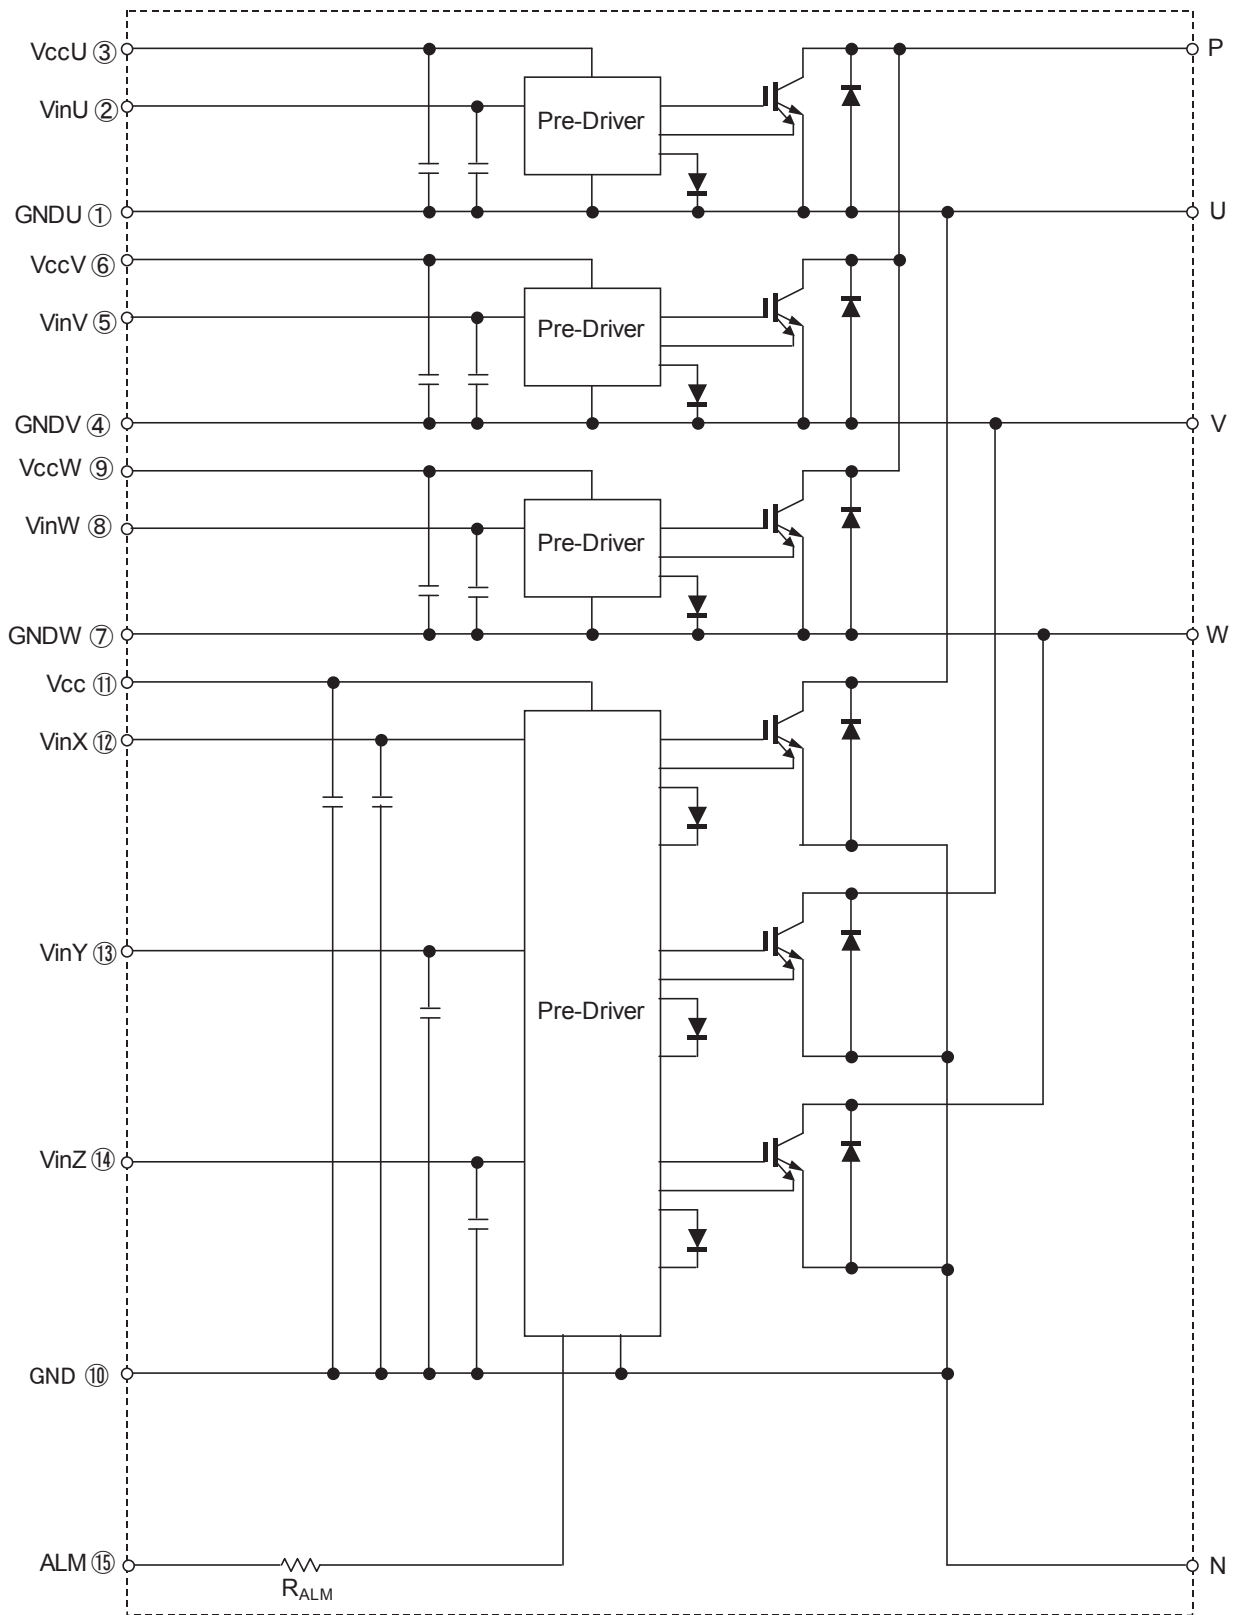 VccU ③
P
VinU ②
Pre-Driver
GNDU ①
U
VccV ⑥
VinV ⑤
Pre-Driver
GNDV ④
V
VccW ⑨
VinW ⑧
Pre-Driver
GNDW ⑦
W
Vcc ⑪
VinX ⑫
VinY ⑬
Pre-Driver
VinZ ⑭
GND ⑩
ALM ⑮
N
RALM